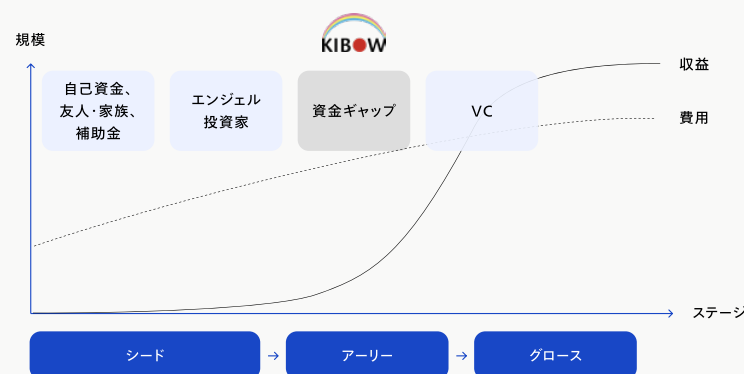 KIBOW
規模
自己資金、
友人・家族、
補助金
エンジェル
投資家
資金ギャップ
VC
収益
費用
ステージ
シード
アーリー
グロース